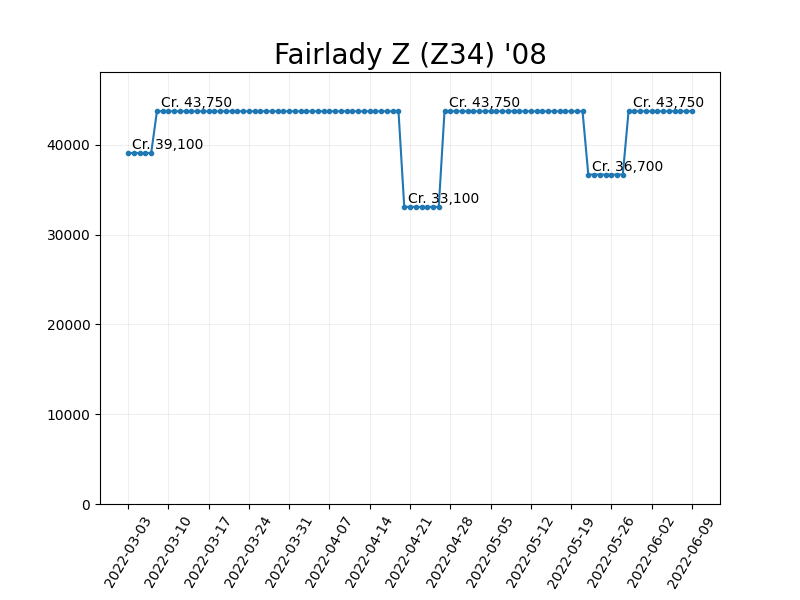 Fairlady Z (Z34) '08
Cr. 43,750
Cr. 43,750
Cr. 43,750
Cr. 39,100
Cr. 36,700
Cr. 33,100
40000
30000
20000
10000
0
2022-03-03
2022-03-10
2022-03-17
2022-03-24
2022-03-31
2022-04-07
2022-04-14
2022-04-21
2022-04-28
2022-05-05
2022-05-12
2022-05-19
2022-05-26
2022-06-02
2022-06-09